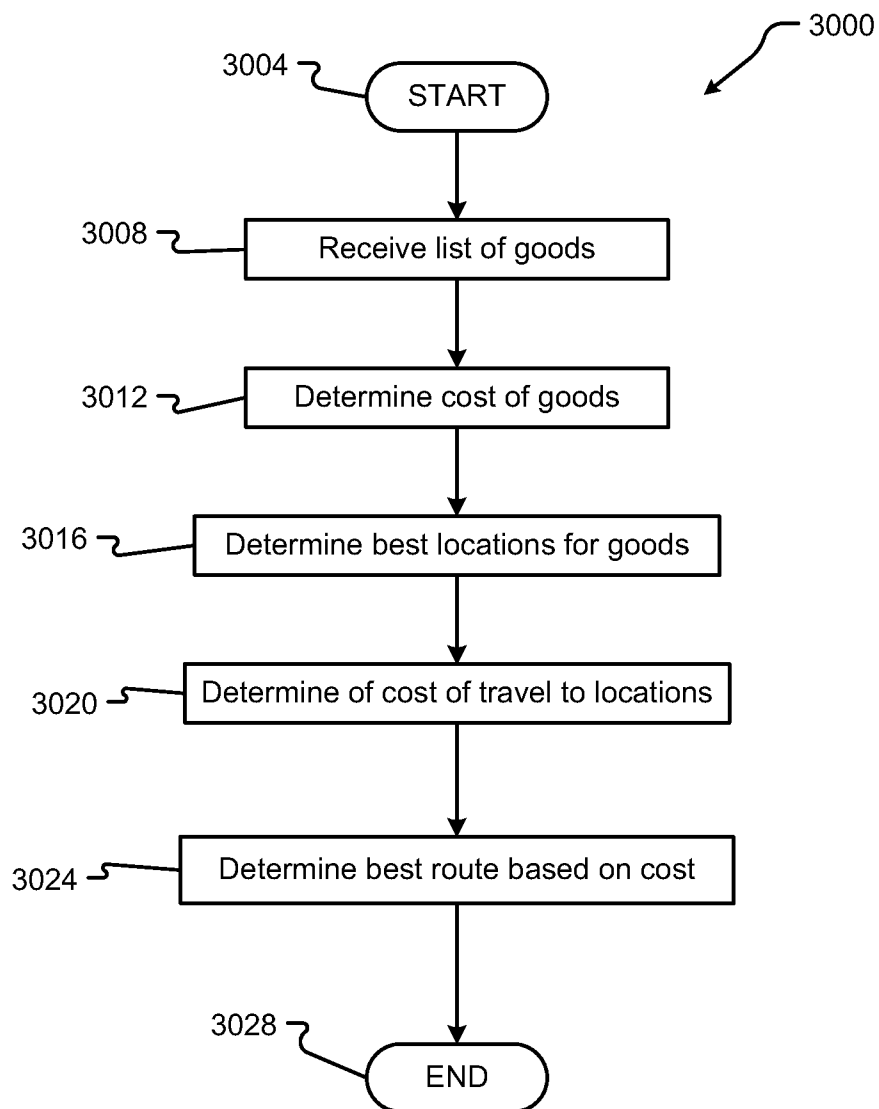 3000
3004
START
3008
Receive list of goods
3012
Determine cost of goods
3016
Determine best locations for goods
3020
Determine of cost of travel to locations
3024
Determine best route based on cost
3028
END